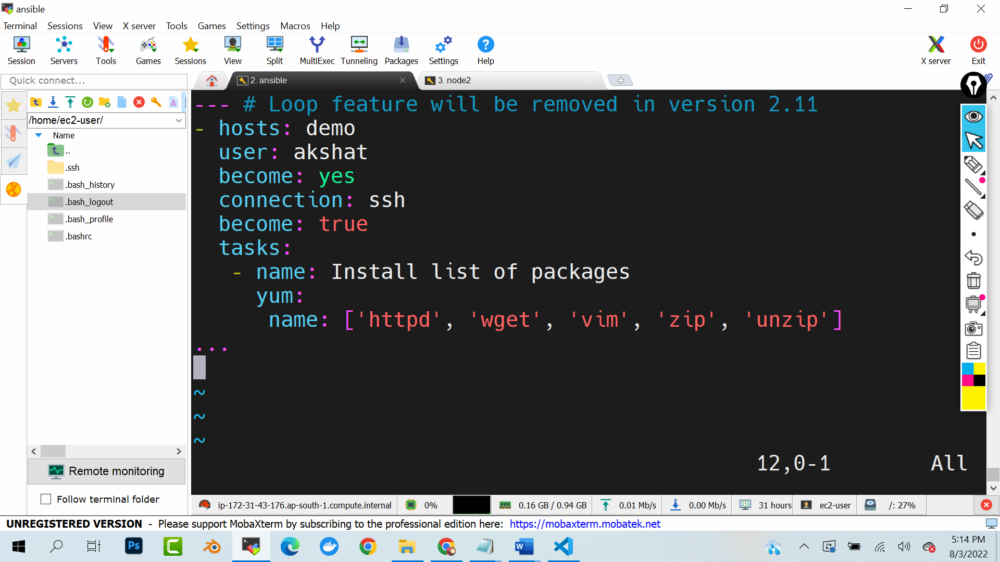 ansible
Terminal Sessions View X server Tools Games Settings Macros Help
Session Servers Tools Games Sessions View Split MultiExec Tunneling Packages Settings Help X server Exit
Quick connect...
2. ansible
3. node2
/home/ec2-user/
Name
..
.ssh
.bash_history
.bash_logout
.bash_profile
.bashrc
--- # Loop feature will be removed in version 2.11
- hosts: demo
  user: akshat
  become: yes
  connection: ssh
  become: true
  tasks:
   - name: Install list of packages
     yum:
      name: ['httpd', 'wget', 'vim', 'zip', 'unzip']
...
~
~
~
12,0-1 All
Remote monitoring
Follow terminal folder
ip-172-31-43-176.ap-south-1.compute.internal 0% 0.16 GB / 0.94 GB 0.01 Mb/s 0.00 Mb/s 31 hours ec2-user /: 27%
UNREGISTERED VERSION - Please support MobaXterm by subscribing to the professional edition here: https://mobaxterm.mobatek.net
Ps
C
W
5:14 PM
8/3/2022